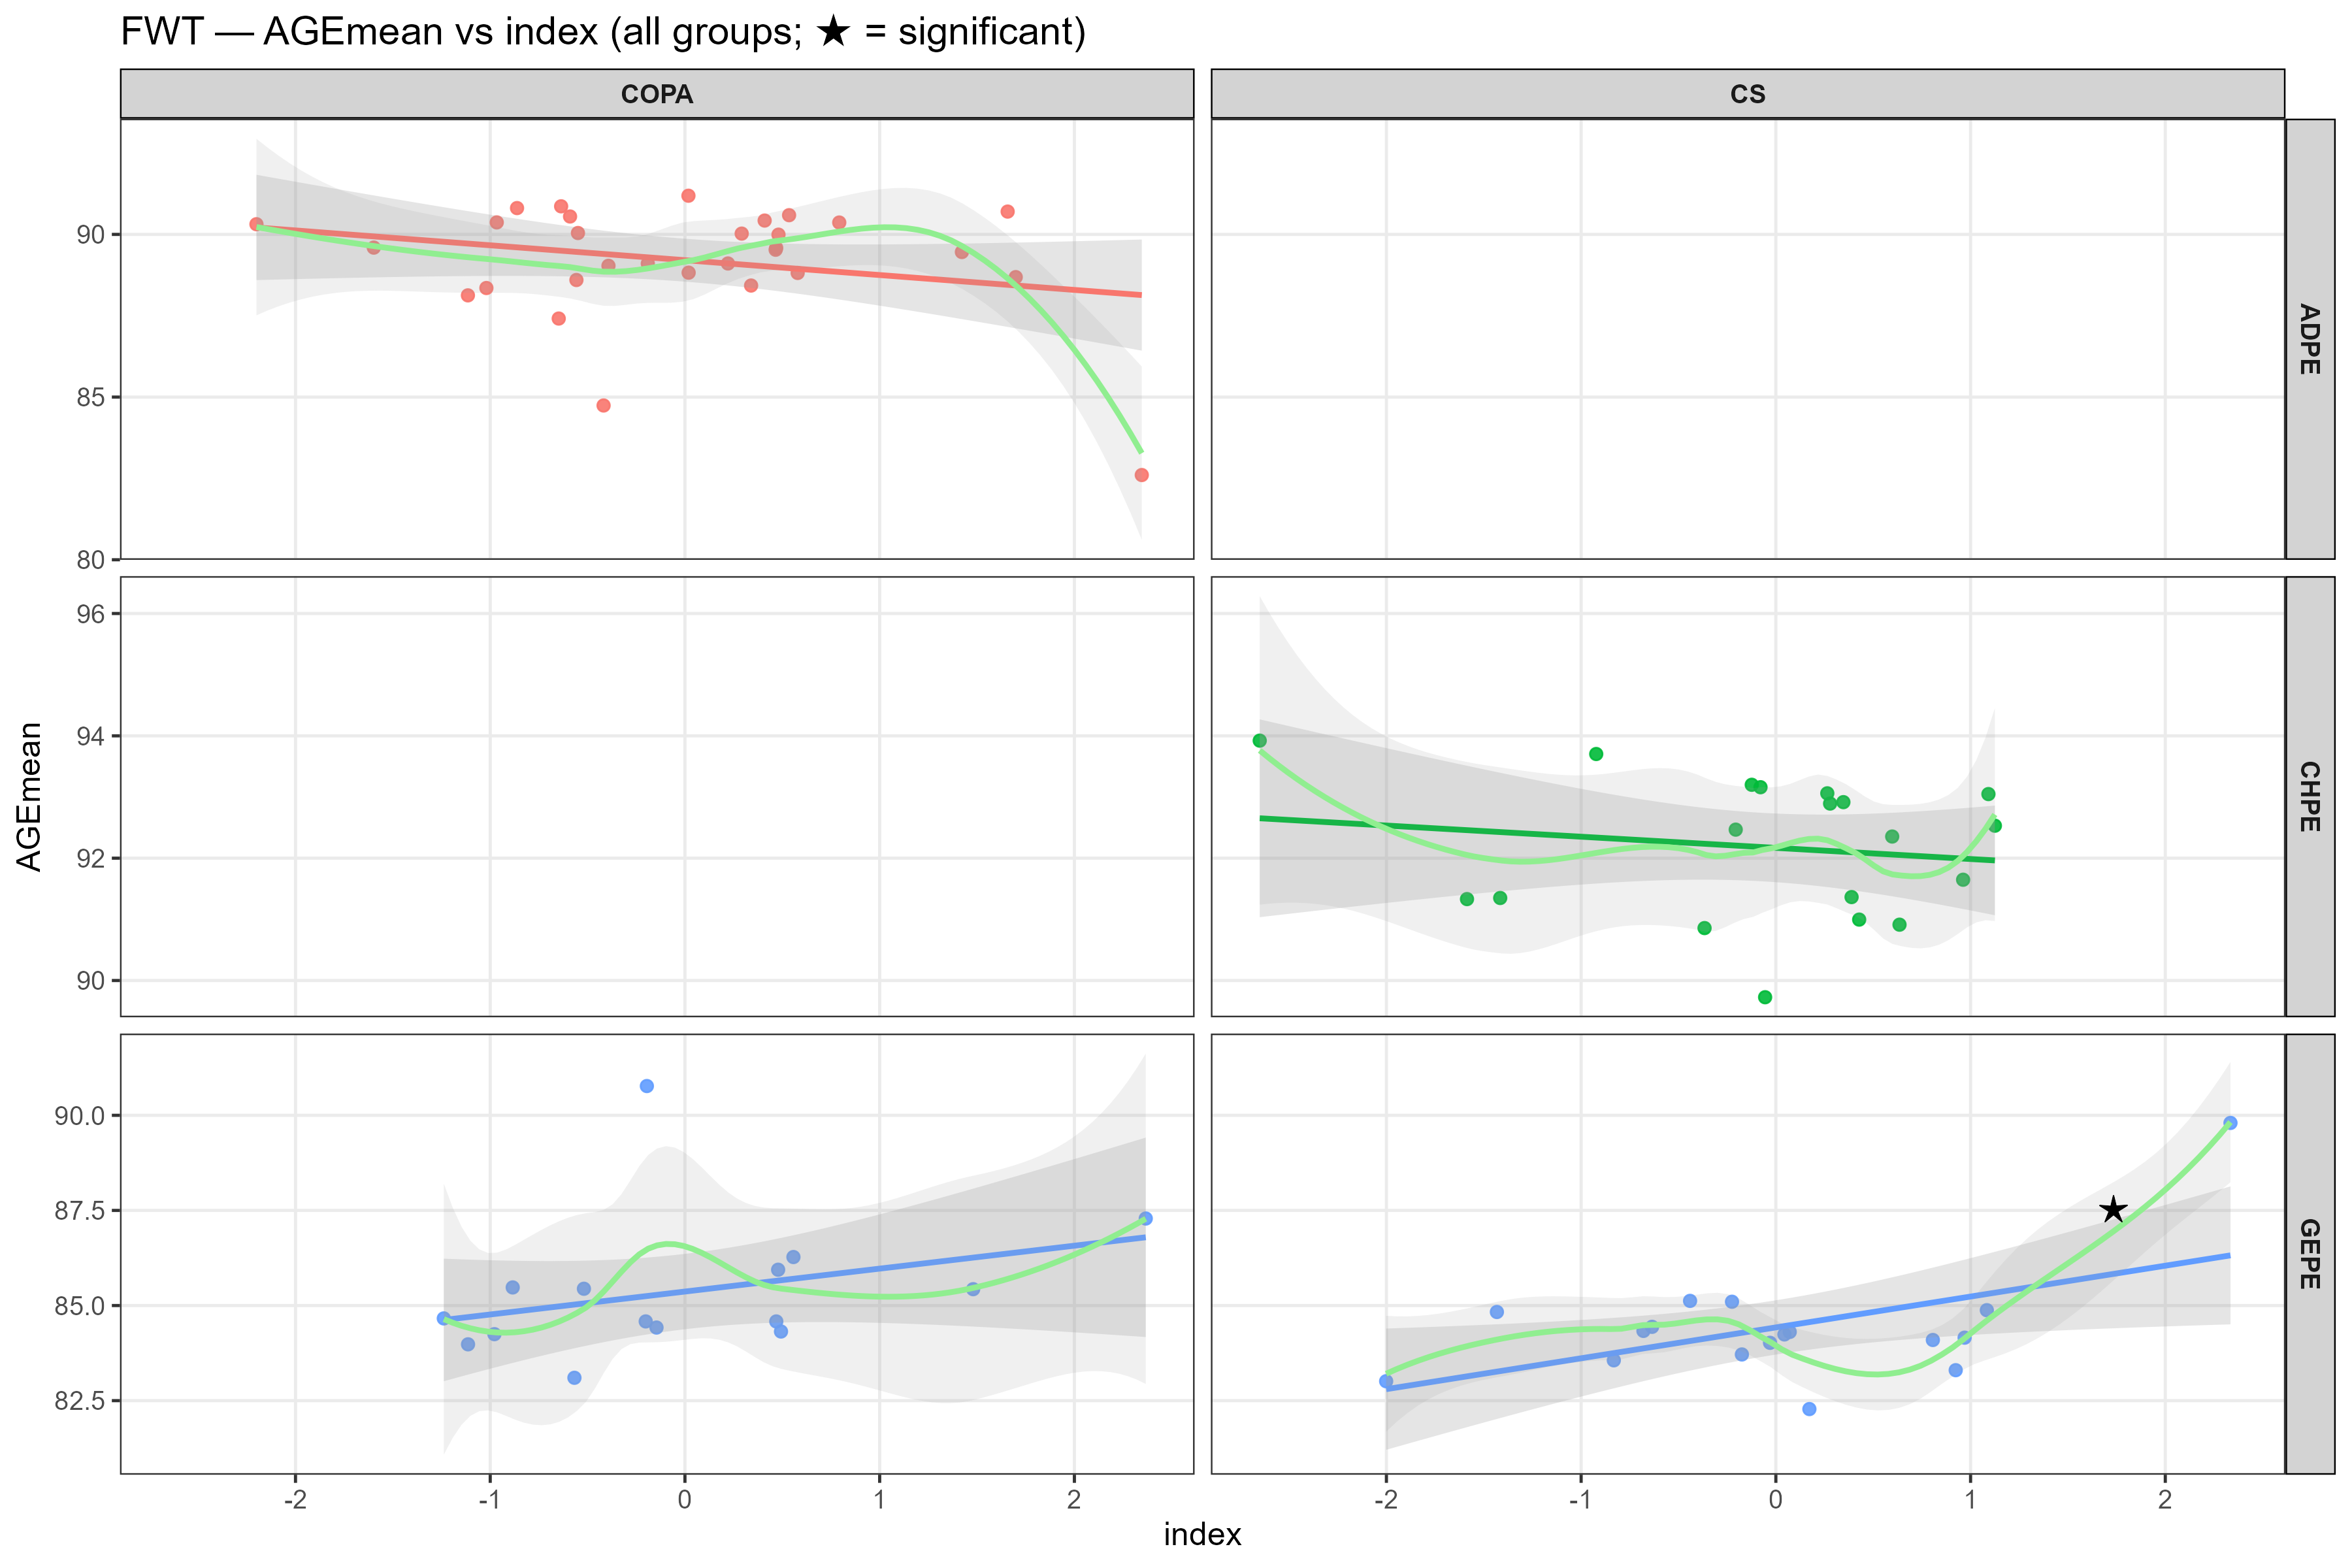 FWT — AGEmean vs index (all groups; ★ = significant)
COPA
CS
90
85
80
ADPE
96
94
92
90
CHPE
AGEmean
90.0
87.5
85.0
82.5
GEPE
-2 -1 0 1 2
-2 -1 0 1 2
index